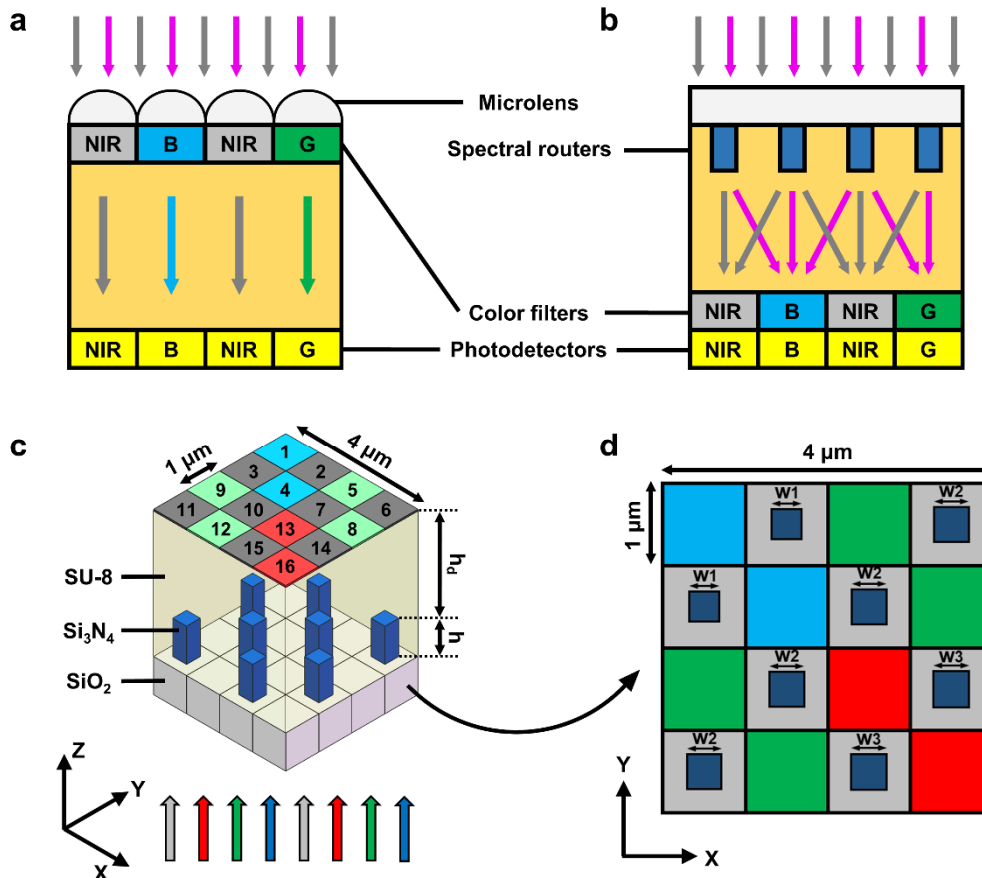 a
b
Microlens
NIR B NIR G
Spectral routers
Color filters
NIR B NIR G
Photodetectors
NIR B NIR G
NIR B NIR G
c
1 µm
4 µm
1
3 2
9 4 5
11 10 7 6
12 13 8
15 14
16
SU-8
Si₃N₄
SiO₂
hₚ
h
Z
Y
X
d
4 µm
1 µm
W1 W2
W1 W2
W2 W3
W2 W3
Y
X